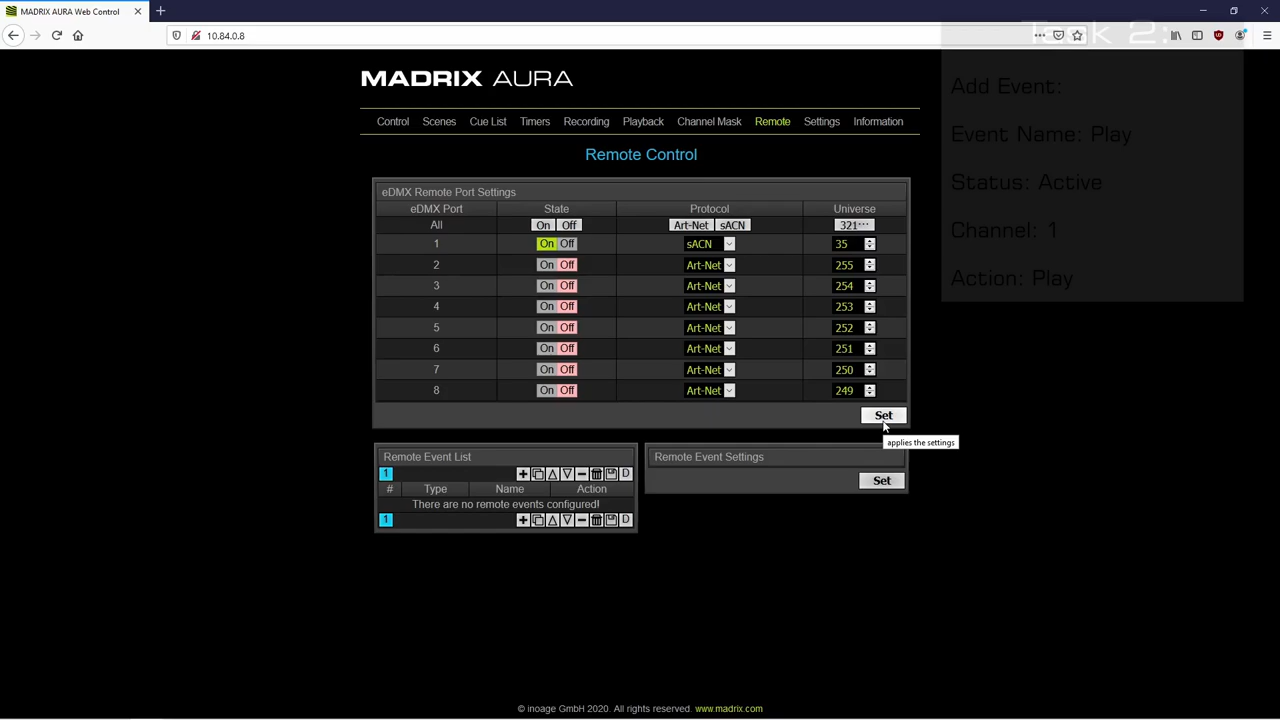 MADRIX AURA Web Control
10.84.0.8
Task 2:
MADRIX AURA
Control Scenes Cue List Timers Recording Playback Channel Mask Remote Settings Information
Remote Control
eDMX Remote Port Settings
eDMX Port State Protocol Universe
All On Off Art-Net sACN 321···
1 On Off sACN 35
2 On Off Art-Net 255
3 On Off Art-Net 254
4 On Off Art-Net 253
5 On Off Art-Net 252
6 On Off Art-Net 251
7 On Off Art-Net 250
8 On Off Art-Net 249
Set
applies the settings
Add Event:
Event Name: Play
Status: Active
Channel: 1
Action: Play
Remote Event List
1 D
# Type Name Action
There are no remote events configured!
1 D
Remote Event Settings
Set
© inoage GmbH 2020. All rights reserved. www.madrix.com